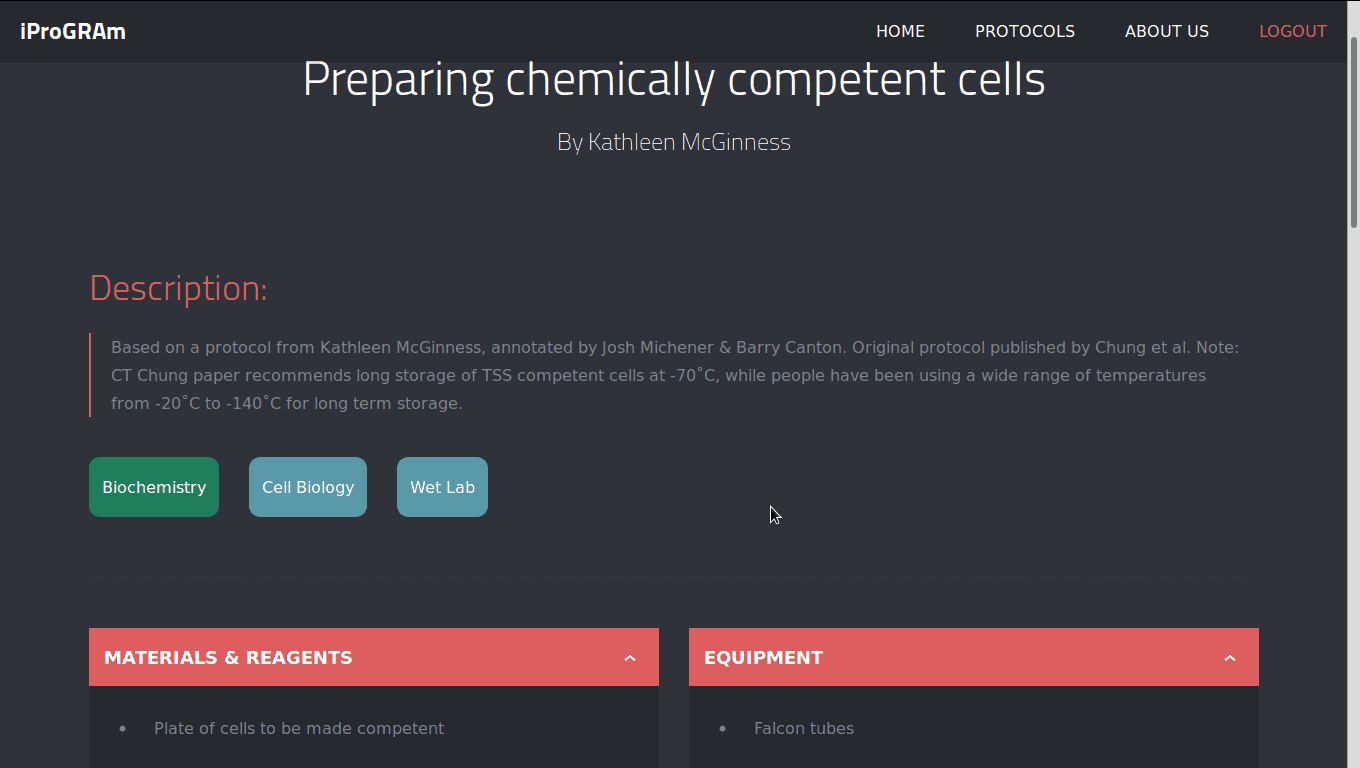 iProGRAm HOME PROTOCOLS ABOUT US LOGOUT
Preparing chemically competent cells
By Kathleen McGinness
Description:
Based on a protocol from Kathleen McGinness, annotated by Josh Michener & Barry Canton. Original protocol published by Chung et al. Note:
CT Chung paper recommends long storage of TSS competent cells at -70˚C, while people have been using a wide range of temperatures
from -20˚C to -140˚C for long term storage.
Biochemistry Cell Biology Wet Lab
MATERIALS & REAGENTS
• Plate of cells to be made competent
EQUIPMENT
• Falcon tubes